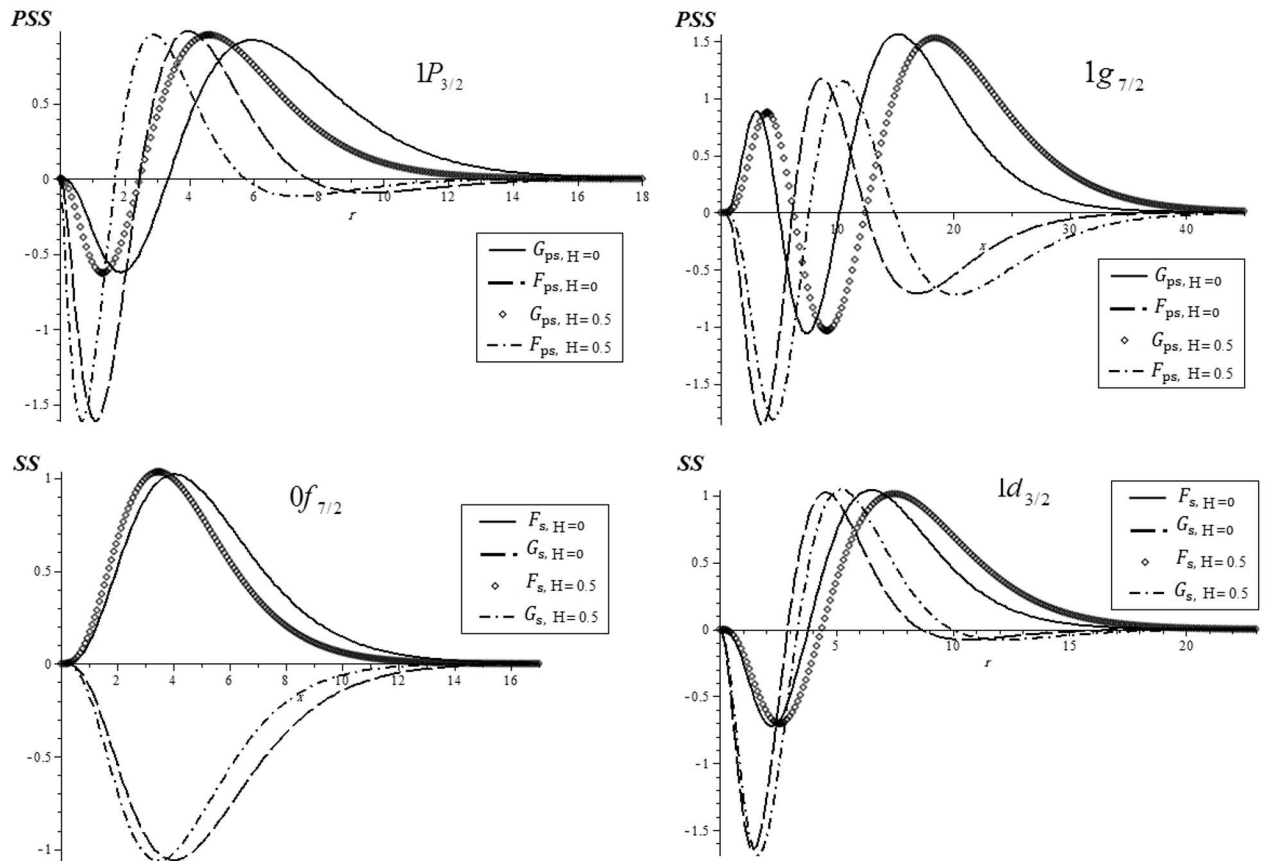 PSS
1P3/2
0.5
0
-0.5
-1
-1.5
2 4 6 8 10 12 14 16 18
r
Gps, H=0
Fps, H=0
Gps, H=0.5
Fps, H=0.5
PSS
1g7/2
1.5
1
0.5
0
-0.5
-1
-1.5
10 20 30 40
x
Gps, H=0
Fps, H=0
Gps, H=0.5
Fps, H=0.5
SS
0f7/2
1
0.5
0
-0.5
-1
2 4 6 8 10 12 14 16
x
Fs, H=0
Gs, H=0
Fs, H=0.5
Gs, H=0.5
SS
1d3/2
1
0.5
0
-0.5
-1
-1.5
5 10 15 20
r
Fs, H=0
Gs, H=0
Fs, H=0.5
Gs, H=0.5